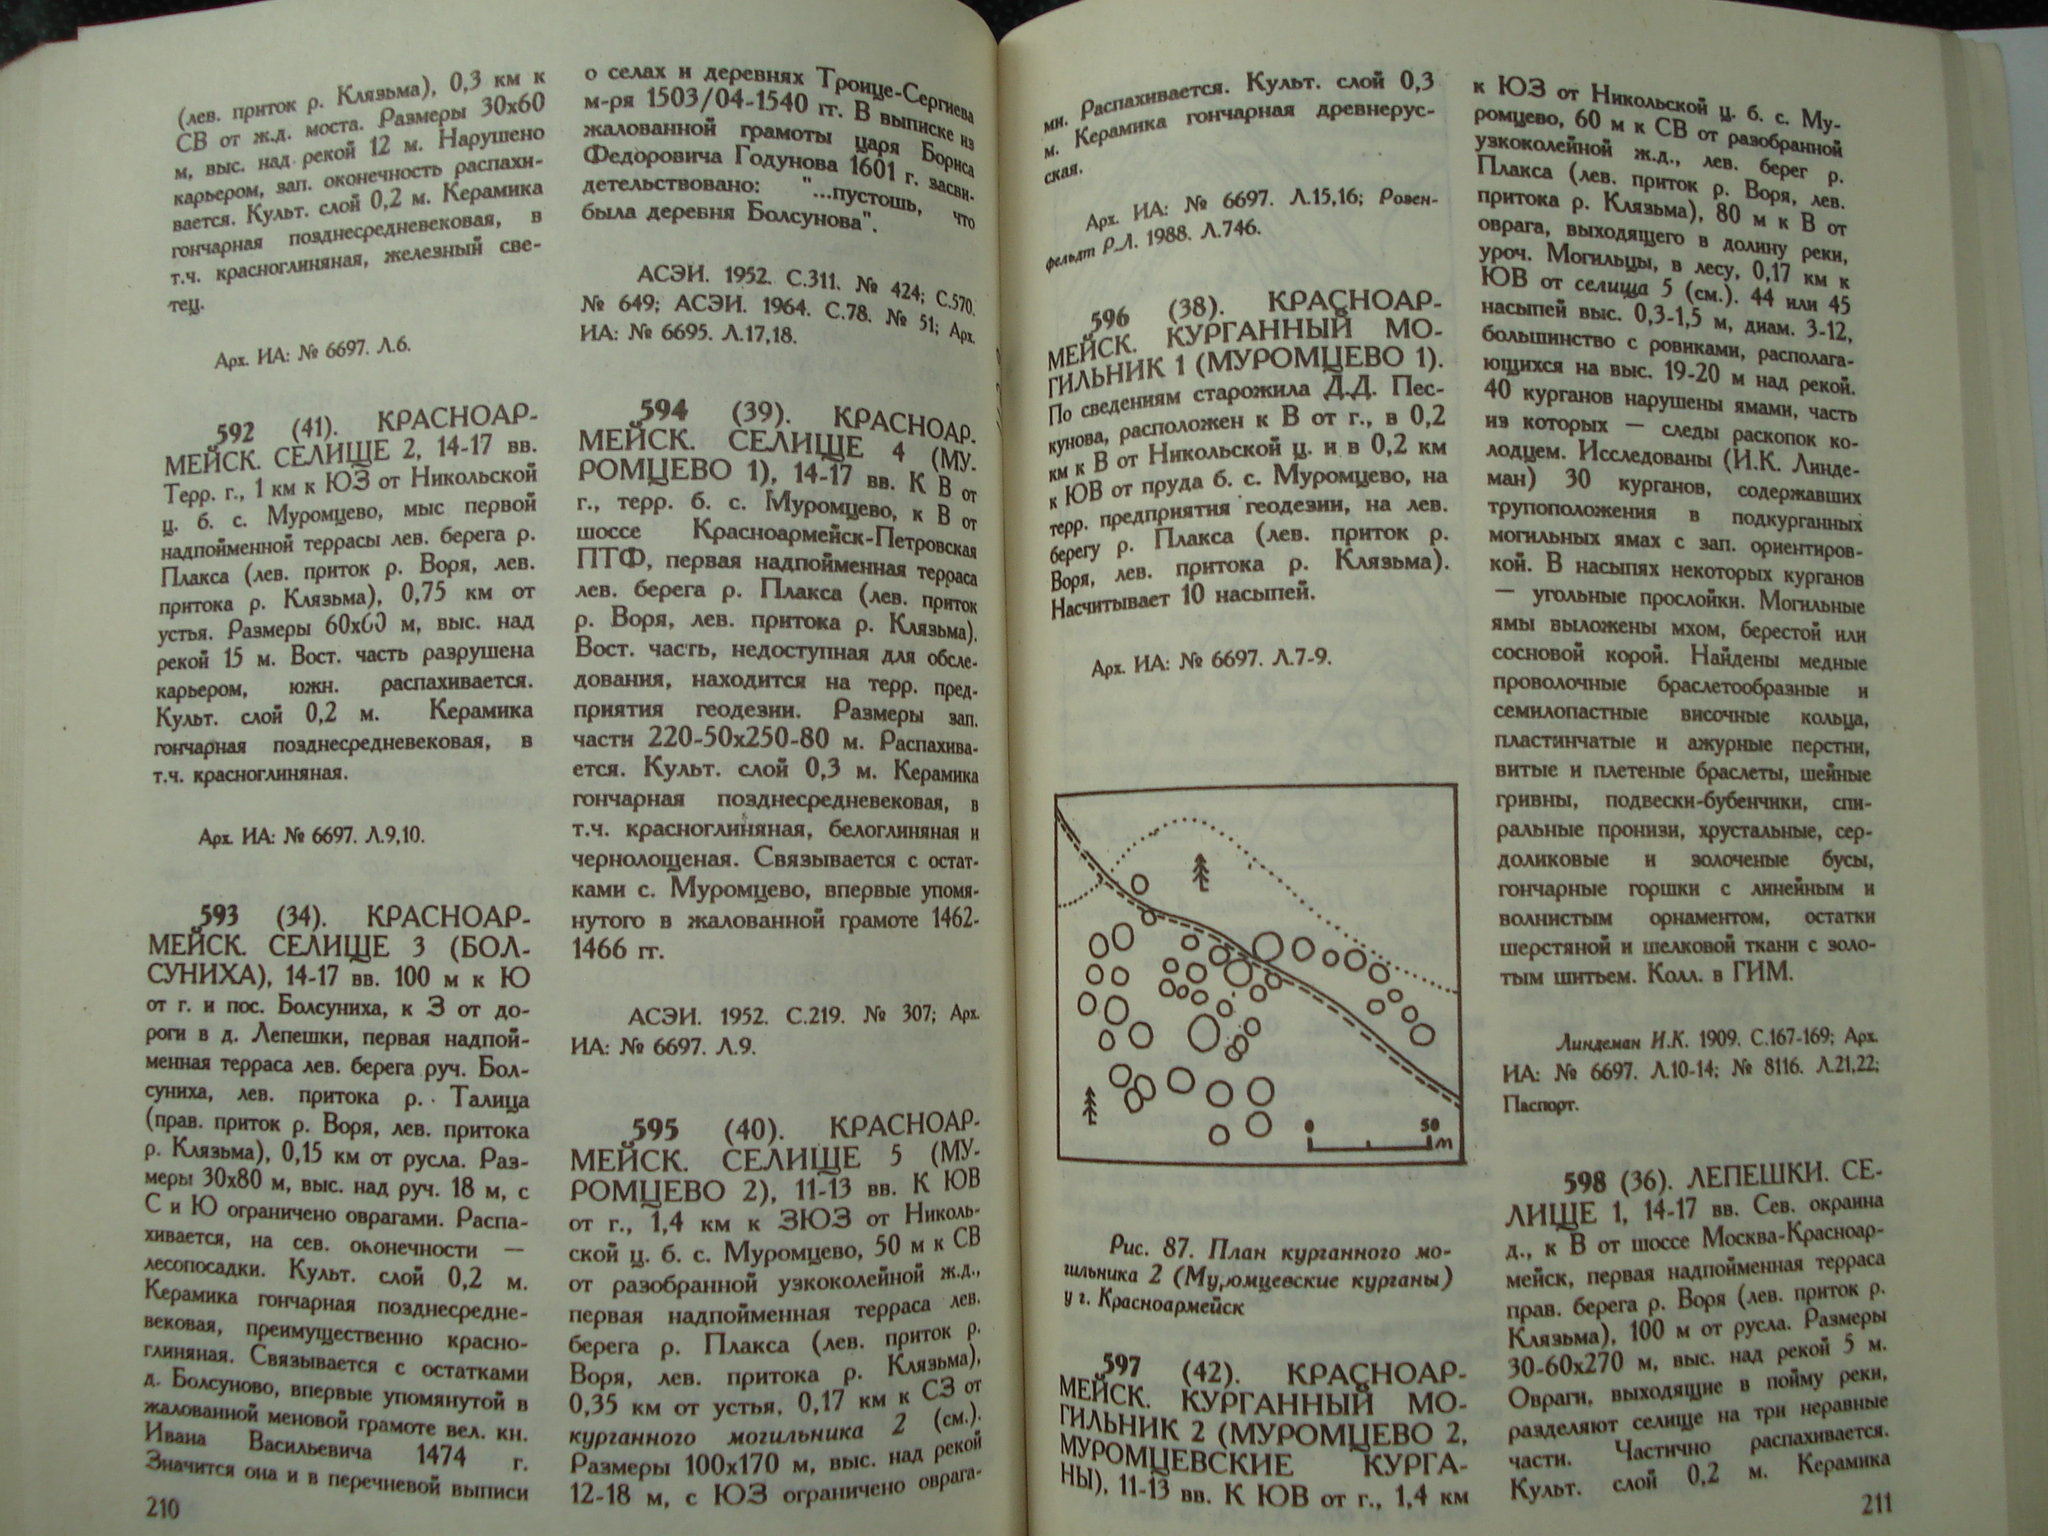 (лев. приток р. Клязьма), 0,3 км к
СВ от ж.д. моста. Размеры 30х60
м, выс. над рекой 12 м. Нарушено
карьером, зап. оконечность распахи-
вается. Культ. слой 0,2 м. Керамика
гончарная позднесредневековая, в
т.ч. красноглиняная, железный све-
тец.
Арх. ИА: № 6697. Л.6.
592 (41). КРАСНОАР-
МЕЙСК. СЕЛИЩЕ 2, 14-17 вв.
Терр. г., 1 км к ЮЗ от Никольской
ц. б. с. Муромцево, мыс первой
надпойменной террасы лев. берега р.
Плакса (лев. приток р. Воря, лев.
притока р. Клязьма), 0,75 км от
устья. Размеры 60х60 м, выс. над
рекой 15 м. Вост. часть разрушена
карьером, южн. распахивается.
Культ. слой 0,2 м. Керамика
гончарная позднесредневековая, в
т.ч. красноглиняная.
Арх. ИА: № 6697. Л.9,10.
593 (34). КРАСНОАР-
МЕЙСК. СЕЛИЩЕ 3 (БОЛ-
СУНИХА), 14-17 вв. 100 м к Ю
от г. и пос. Болсуниха, к З от до-
роги в д. Лепешки, первая надпой-
менная терраса лев. берега руч. Бол-
суниха, лев. притока р. Талица
(прав. приток р. Воря, лев. притока
р. Клязьма), 0,15 км от русла. Раз-
меры 30х80 м, выс. над руч. 18 м, с
С и Ю ограничено оврагами. Распа-
хивается, на сев. оконечности —
лесопосадки. Культ. слой 0,2 м.
Керамика гончарная позднесредне-
вековая, преимущественно красно-
глиняная. Связывается с остатками
д. Болсуново, впервые упомянутой в
жалованной меновой грамоте вел. кн.
Ивана Васильевича 1474 г.
Значится она и в перечневой выписи
210
о селах и деревнях Троице-Сергиева
м-ря 1503/04-1540 гг. В выписке из
жалованной грамоты царя Бориса
Федоровича Годунова 1601 г. засви-
детельствовано: "...пустошь, что
была деревня Болсунова".
АСЭИ. 1952. С.311. № 424; С.570.
№ 649; АСЭИ. 1964. С.78. № 51; Арх.
ИА: № 6695. Л.17,18.
594 (39). КРАСНОАР-
МЕЙСК. СЕЛИЩЕ 4 (МУ-
РОМЦЕВО 1), 14-17 вв. К В от
г., терр. б. с. Муромцево, к В от
шоссе Красноармейск-Петровская
ПТФ, первая надпойменная терраса
лев. берега р. Плакса (лев. приток
р. Воря, лев. притока р. Клязьма).
Вост. часть, недоступная для обсле-
дования, находится на терр. пред-
приятия геодезии. Размеры зап.
части 220-50х250-80 м. Распахива-
ется. Культ. слой 0,3 м. Керамика
гончарная позднесредневековая, в
т.ч. красноглиняная, белоглиняная и
чернолощеная. Связывается с остат-
ками с. Муромцево, впервые упомя-
нутого в жалованной грамоте 1462-
1466 гг.
АСЭИ. 1952. С.219. № 307; Арх.
ИА: № 6697. Л.9.
595 (40). КРАСНОАР-
МЕЙСК. СЕЛИЩЕ 5 (МУ-
РОМЦЕВО 2), 11-13 вв. К ЮВ
от г., 1,4 км к ЗЮЗ от Николь-
ской ц. б. с. Муромцево, 50 м к СВ
от разобранной узкоколейной ж.д.,
первая надпойменная терраса лев.
берега р. Плакса (лев. приток р.
Воря, лев. притока р. Клязьма),
0,35 км от устья, 0,17 км к СЗ от
курганного могильника 2 (см.).
Размеры 100х170 м, выс. над рекой
12-18 м, с ЮЗ ограничено оврага-
ми. Распахивается. Культ. слой 0,3
м. Керамика гончарная древнерус-
ская.
Арх. ИА: № 6697. Л.15,16; Розен-
фельдт Р.Л. 1988. Л.746.
596 (38). КРАСНОАР-
МЕЙСК. КУРГАННЫЙ МО-
ГИЛЬНИК 1 (МУРОМЦЕВО 1).
По сведениям старожила Д.Д. Пес-
кунова, расположен к В от г., в 0,2
км к В от Никольской ц. и в 0,2 км
к ЮВ от пруда б. с. Муромцево, на
терр. предприятия геодезии, на лев.
берегу р. Плакса (лев. приток р.
Воря, лев. притока р. Клязьма).
Насчитывает 10 насыпей.
Арх. ИА: № 6697. Л.7-9.
0 50
м
Рис. 87. План курганного мо-
гильника 2 (Муромцевские курганы)
у г. Красноармейск
597 (42). КРАСНОАР-
МЕЙСК. КУРГАННЫЙ МО-
ГИЛЬНИК 2 (МУРОМЦЕВО 2,
МУРОМЦЕВСКИЕ КУРГА-
НЫ), 11-13 вв. К ЮВ от г., 1,4 км
к ЮЗ от Никольской ц. б. с. Му-
ромцево, 60 м к СВ от разобранной
узкоколейной ж.д., лев. берег р.
Плакса (лев. приток р. Воря, лев.
притока р. Клязьма), 80 м к В от
оврага, выходящего в долину реки,
уроч. Могильцы, в лесу, 0,17 км к
ЮВ от селища 5 (см.). 44 или 45
насыпей выс. 0,3-1,5 м, диам. 3-12,
большинство с ровиками, располага-
ющихся на выс. 19-20 м над рекой.
40 курганов нарушены ямами, часть
из которых — следы раскопок ко-
лодцем. Исследованы (И.К. Линде-
ман) 30 курганов, содержавших
трупоположения в подкурганных
могильных ямах с зап. ориентиров-
кой. В насыпях некоторых курганов
— угольные прослойки. Могильные
ямы выложены мхом, берестой или
сосновой корой. Найдены медные
проволочные браслетообразные и
семилопастные височные кольца,
пластинчатые и ажурные перстни,
витые и плетеные браслеты, шейные
гривны, подвески-бубенчики, спи-
ральные пронизи, хрустальные, сер-
доликовые и золоченые бусы,
гончарные горшки с линейным и
волнистым орнаментом, остатки
шерстяной и шелковой ткани с золо-
тым шитьем. Колл. в ГИМ.
Линдеман И.К. 1909. С.167-169; Арх.
ИА: № 6697. Л.10-14; № 8116. Л.21,22;
Паспорт.
598 (36). ЛЕПЕШКИ. СЕ-
ЛИЩЕ 1, 14-17 вв. Сев. окраина
д., к В от шоссе Москва-Красноар-
мейск, первая надпойменная терраса
прав. берега р. Воря (лев. приток р.
Клязьма), 100 м от русла. Размеры
30-60х270 м, выс. над рекой 5 м.
Овраги, выходящие в пойму реки,
разделяют селище на три неравные
части. Частично распахивается.
Культ. слой 0,2 м. Керамика
211